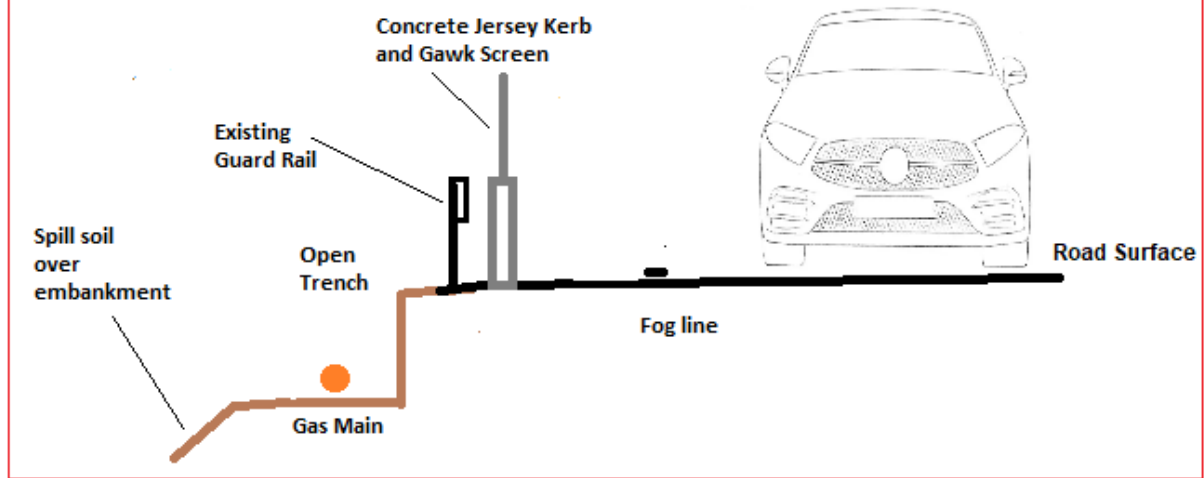 Concrete Jersey Kerb
and Gawk Screen
Existing
Guard Rail
Spill soil
over
embankment
Open
Trench
Road Surface
Fog line
Gas Main